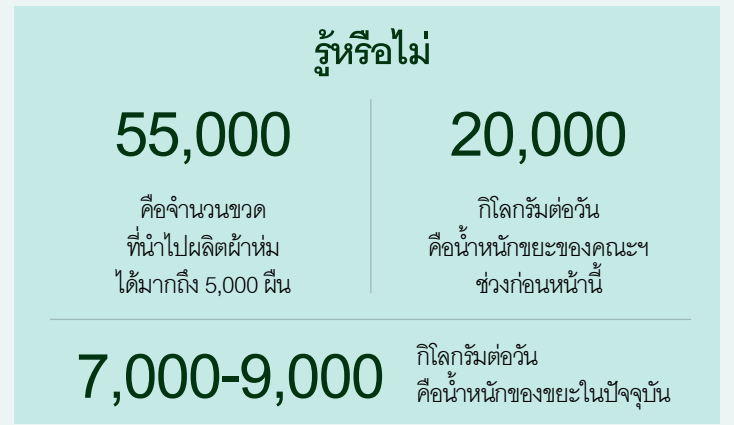 รู้หรือไม่
55,000
คือจำนวนขวด
ที่นำไปผลิตผ้าห่ม
ได้มากถึง 5,000 ผืน
20,000
กิโลกรัมต่อวัน
คือน้ำหนักขยะของคณะฯ
ช่วงก่อนหน้านี้
7,000-9,000
กิโลกรัมต่อวัน
คือน้ำหนักของขยะในปัจจุบัน